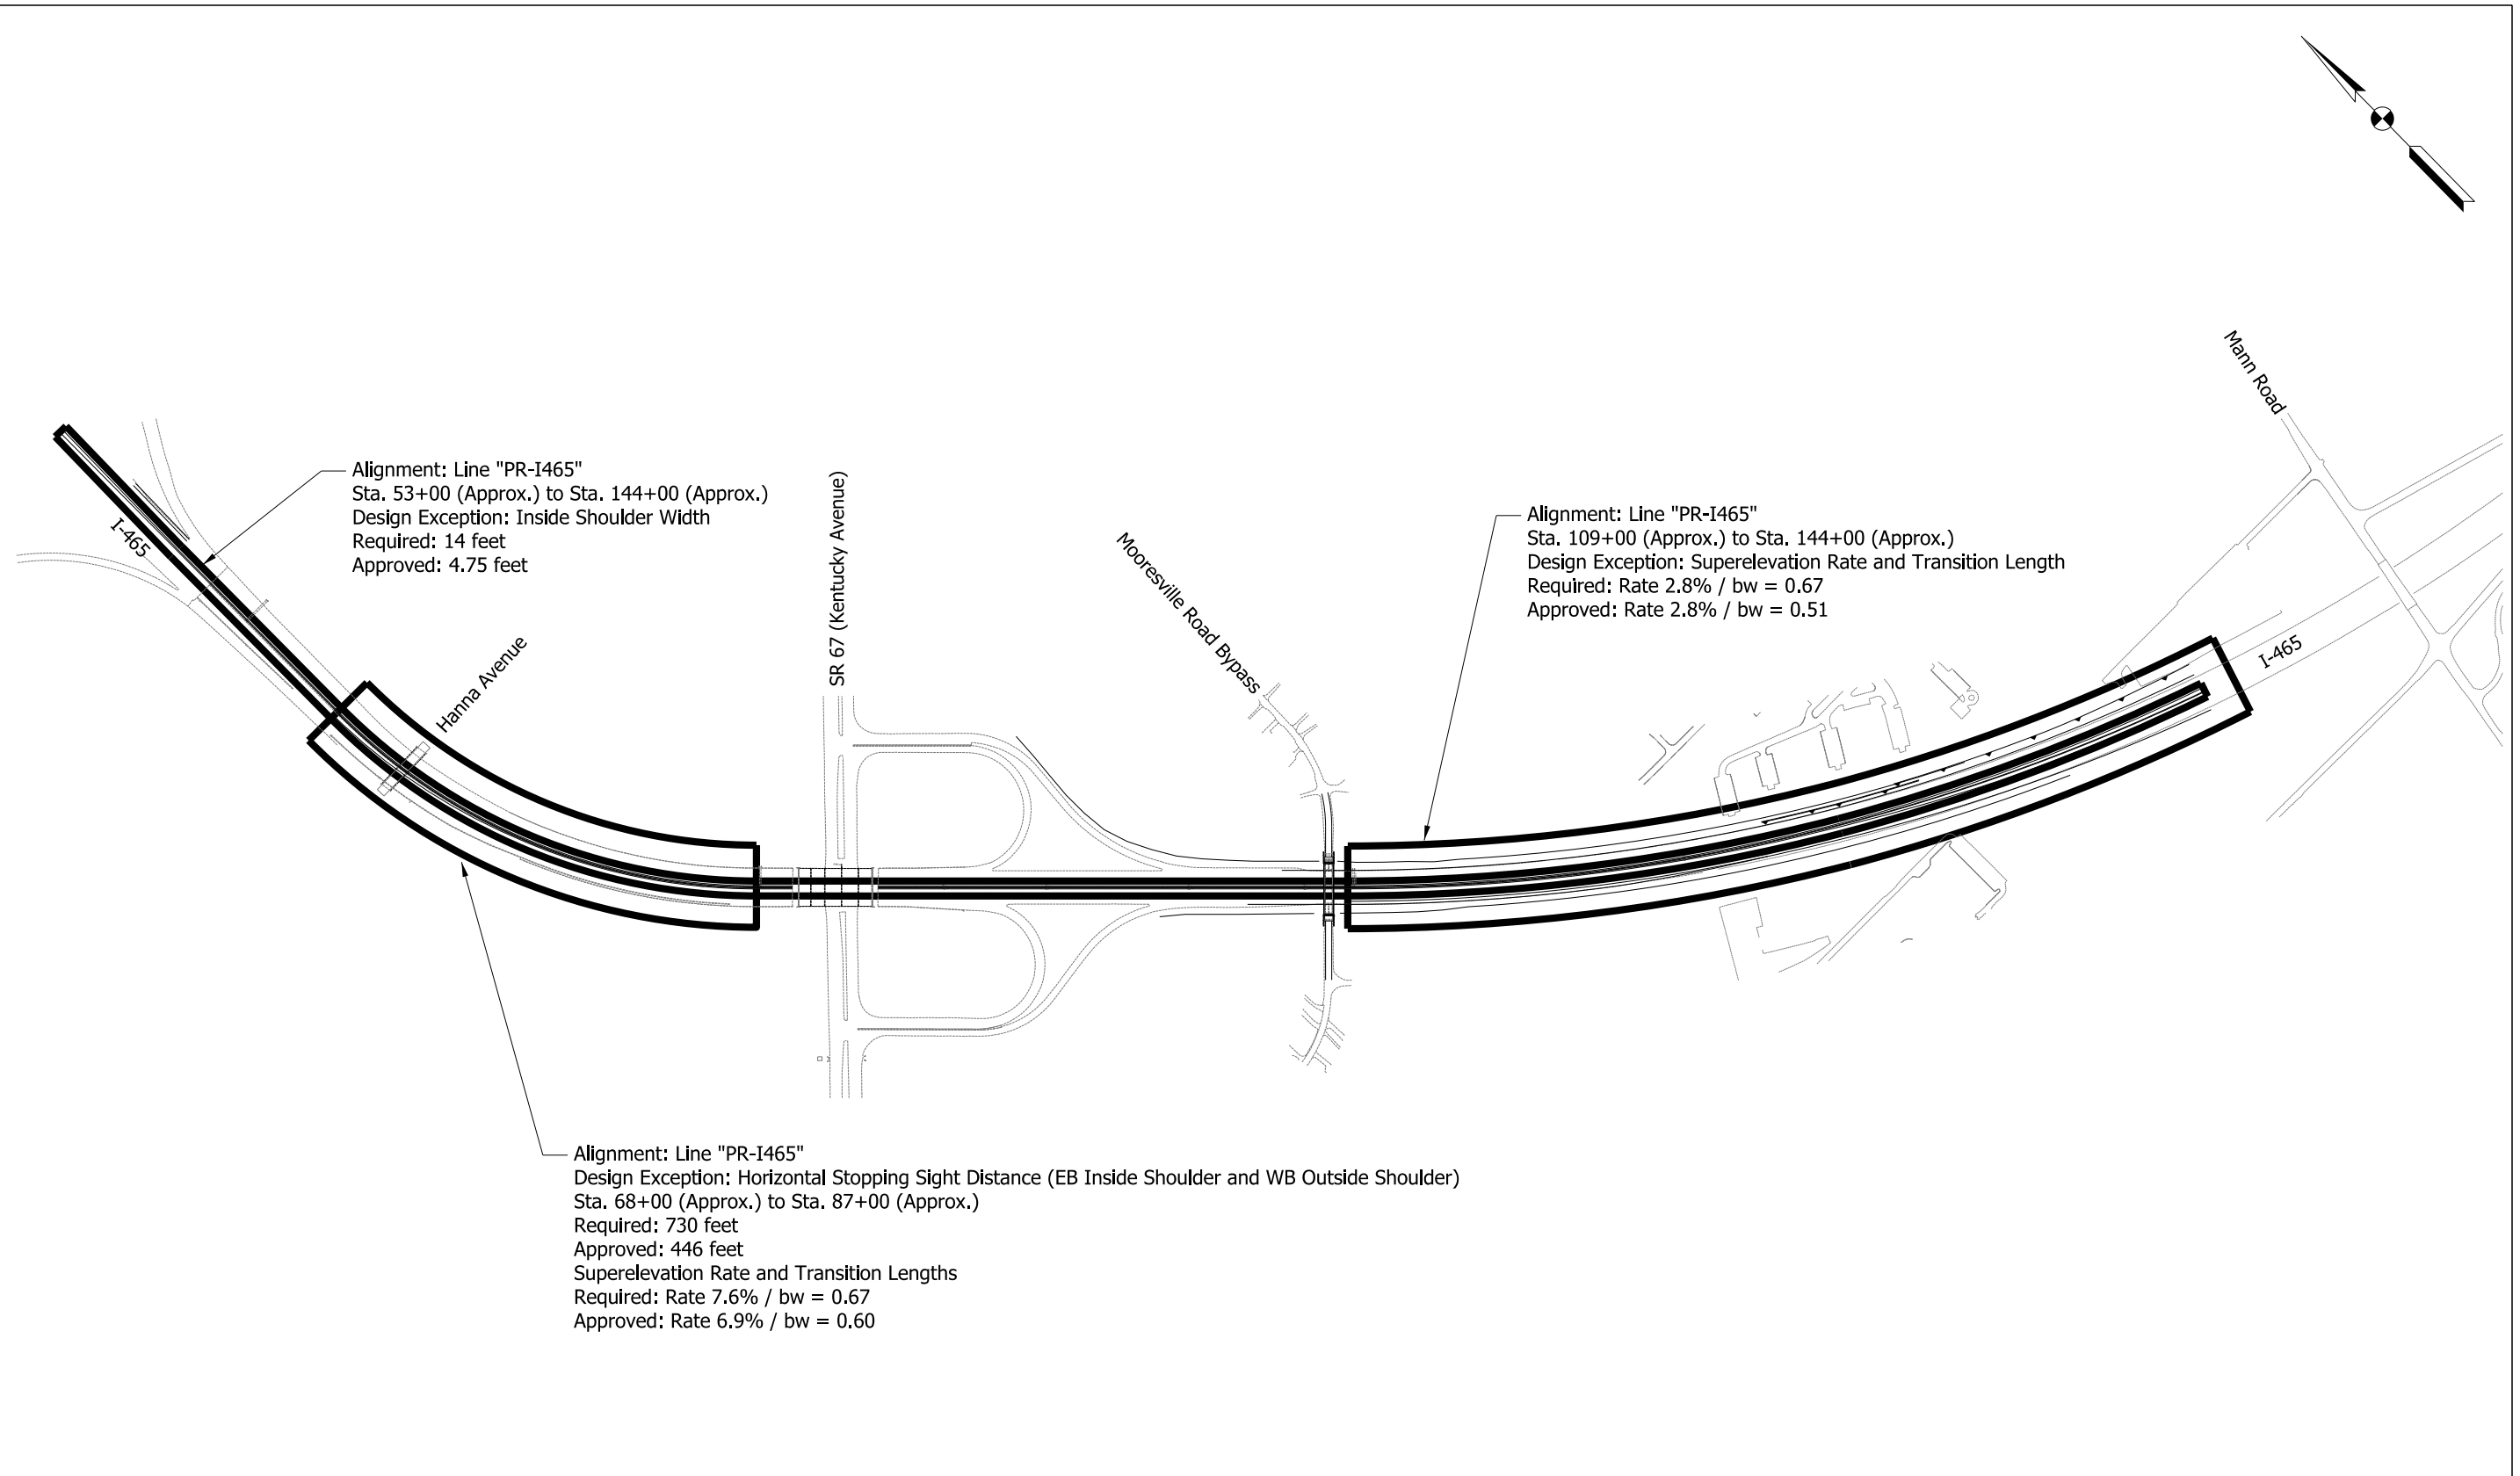 Mann Road
Alignment: Line "PR-I465"
Sta. 53+00 (Approx.) to Sta. 144+00 (Approx.)
Design Exception: Inside Shoulder Width
Required: 14 feet
Approved: 4.75 feet
I-465
Hanna Avenue
SR 67 (Kentucky Avenue)
Mooresville Road Bypass
Alignment: Line "PR-I465"
Sta. 109+00 (Approx.) to Sta. 144+00 (Approx.)
Design Exception: Superelevation Rate and Transition Length
Required: Rate 2.8% / bw = 0.67
Approved: Rate 2.8% / bw = 0.51
I-465
Alignment: Line "PR-I465"
Design Exception: Horizontal Stopping Sight Distance (EB Inside Shoulder and WB Outside Shoulder)
Sta. 68+00 (Approx.) to Sta. 87+00 (Approx.)
Required: 730 feet
Approved: 446 feet
Superelevation Rate and Transition Lengths
Required: Rate 7.6% / bw = 0.67
Approved: Rate 6.9% / bw = 0.60